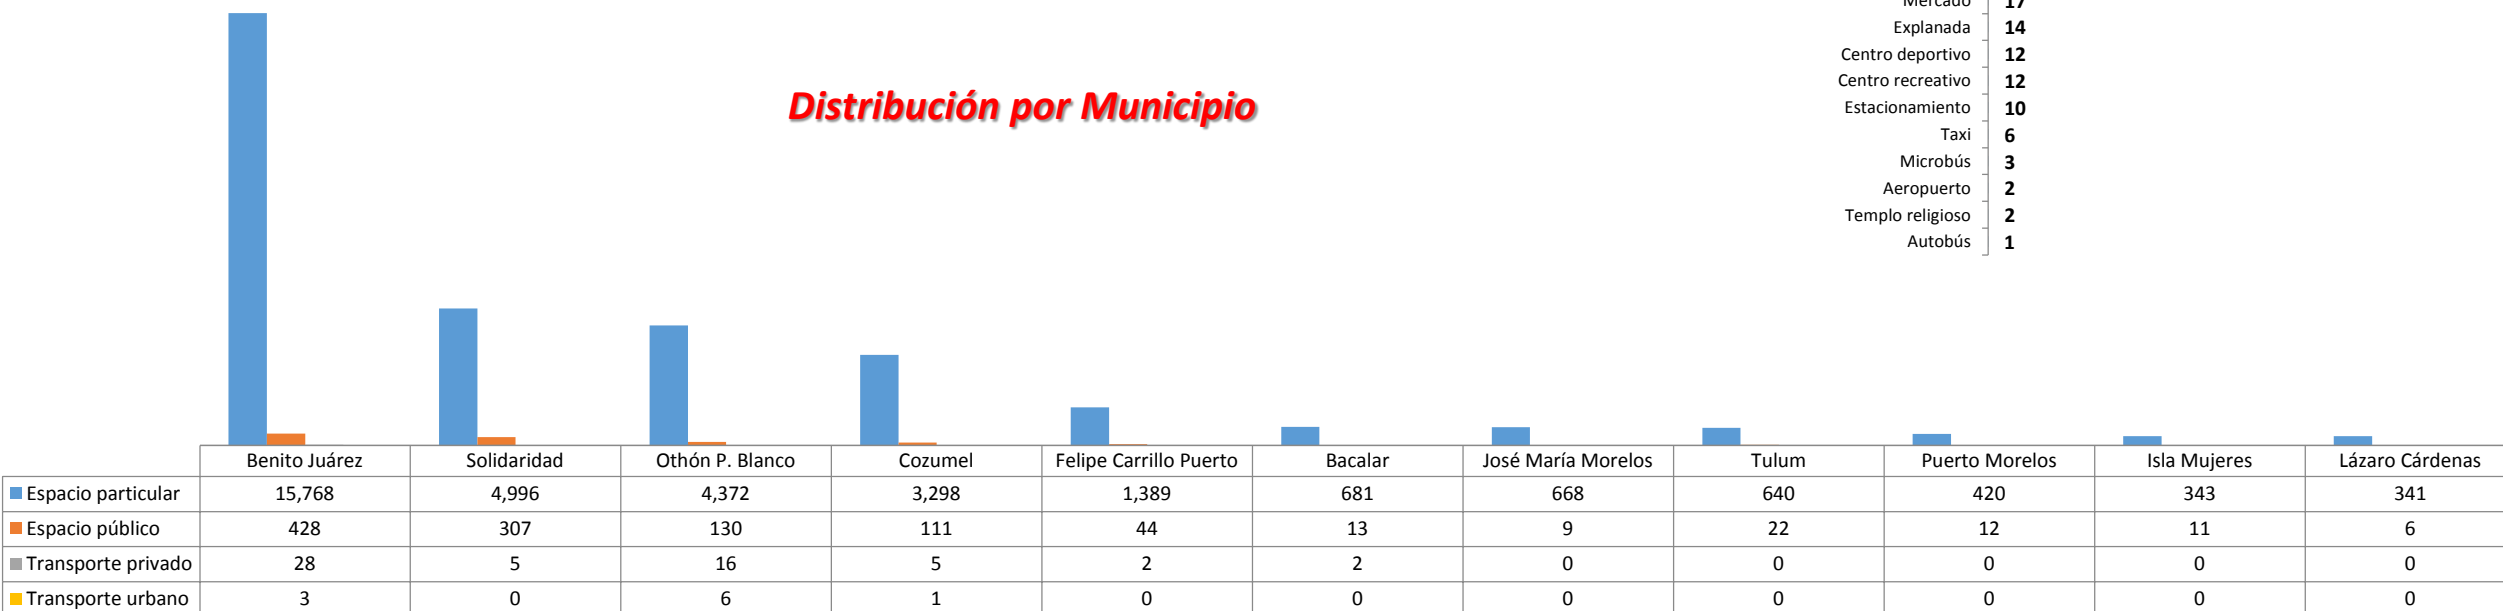 Mercado 17
Explanada 14
Centro deportivo 12
Centro recreativo 12
Estacionamiento 10
Taxi 6
Microbús 3
Aeropuerto 2
Templo religioso 2
Autobús 1
Distribución por Municipio
Benito Juárez Solidaridad Othón P. Blanco Cozumel Felipe Carrillo Puerto Bacalar José María Morelos Tulum Puerto Morelos Isla Mujeres Lázaro Cárdenas
Espacio particular 15,768 4,996 4,372 3,298 1,389 681 668 640 420 343 341
Espacio público 428 307 130 111 44 13 9 22 12 11 6
Transporte privado 28 5 16 5 2 2 0 0 0 0 0
Transporte urbano 3 0 6 1 0 0 0 0 0 0 0